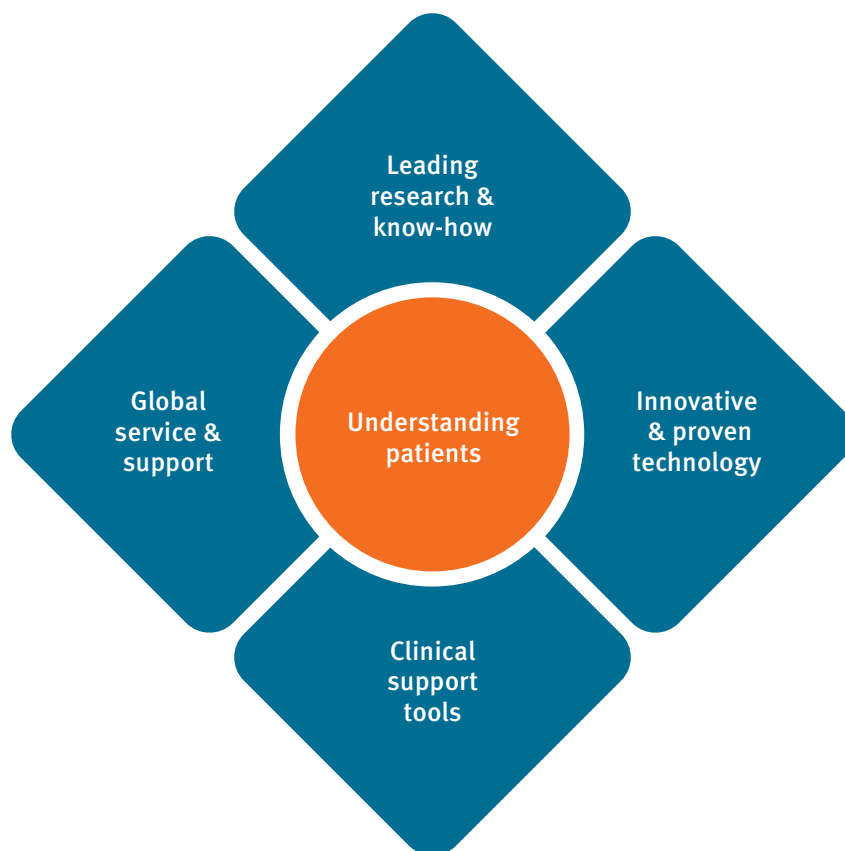 Leading
research &
know-how
Global
service &
support
Understanding
patients
Innovative
& proven
technology
Clinical
support
tools